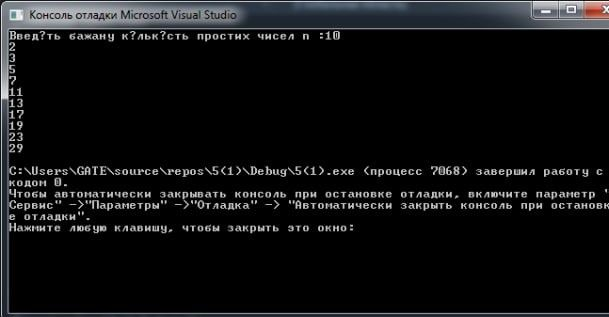 Консоль отладки Microsoft Visual Studio
Введ?ть бажану к?льк?сть простих чисел n :10
2
3
5
7
11
13
17
19
23
29
C:\Users\GATE\source\repos\5(1)\Debug\5(1).exe (процесс 7068) завершил работу с
кодом 0.
Чтобы автоматически закрывать консоль при остановке отладки, включите параметр "
Сервис" ->"Параметры" ->"Отладка" -> "Автоматически закрыть консоль при остановк
е отладки".
Нажмите любую клавишу, чтобы закрыть это окно: